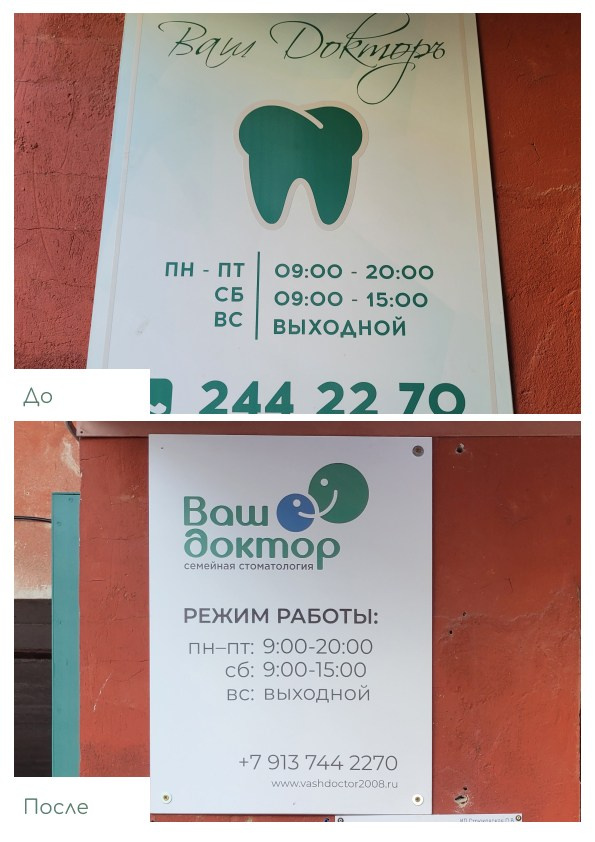 Ваш Докторъ
ПН - ПТ 09:00 - 20:00
СБ 09:00 - 15:00
ВС ВЫХОДНОЙ
244 22 70
До
Ваш
доктор
семейная стоматология
РЕЖИМ РАБОТЫ:
пн–пт: 9:00-20:00
сб: 9:00-15:00
вс: выходной
+7 913 744 2270
www.vashdoctor2008.ru
После